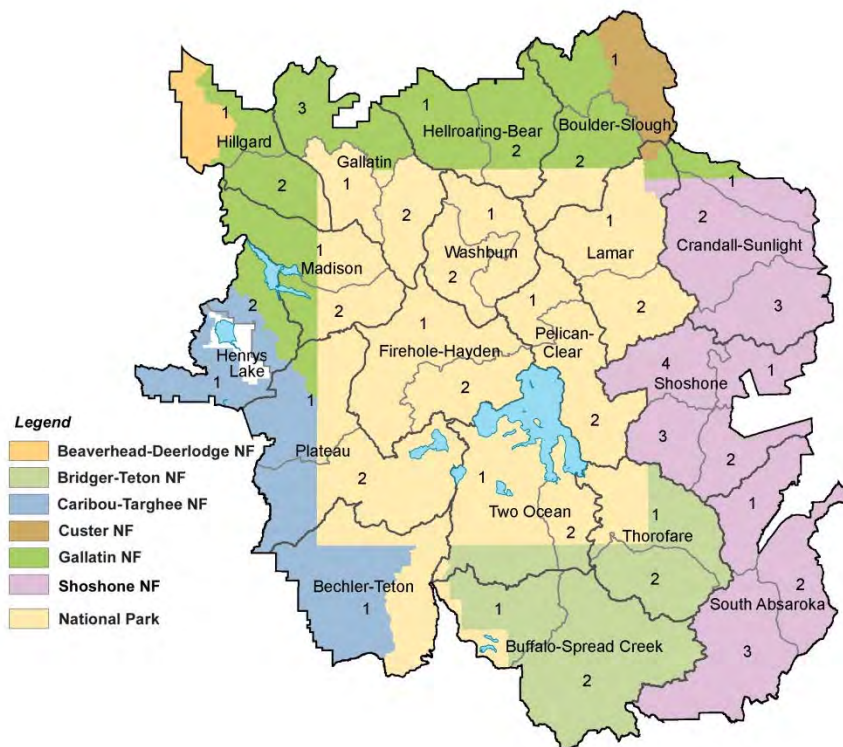 1
3
1
1
Hillgard
Hellroaring-Bear
Boulder-Slough
Gallatin
2
2
1
2
1
2
2
1
1
2
Crandall-Sunlight
Washburn
Lamar
1
Madison
2
2
2
3
2
1
1
Pelican-Clear
Firehole-Hayden
Henrys Lake
1
4
1
Shoshone
2
1
2
3
2
Plateau
2
1
1
1
Two Ocean
2
Thorofare
2
2
Bechler-Teton
1
1
South Absaroka
Buffalo-Spread Creek
3
2
Legend
Beaverhead-Deerlodge NF
Bridger-Teton NF
Caribou-Targhee NF
Custer NF
Gallatin NF
Shoshone NF
National Park